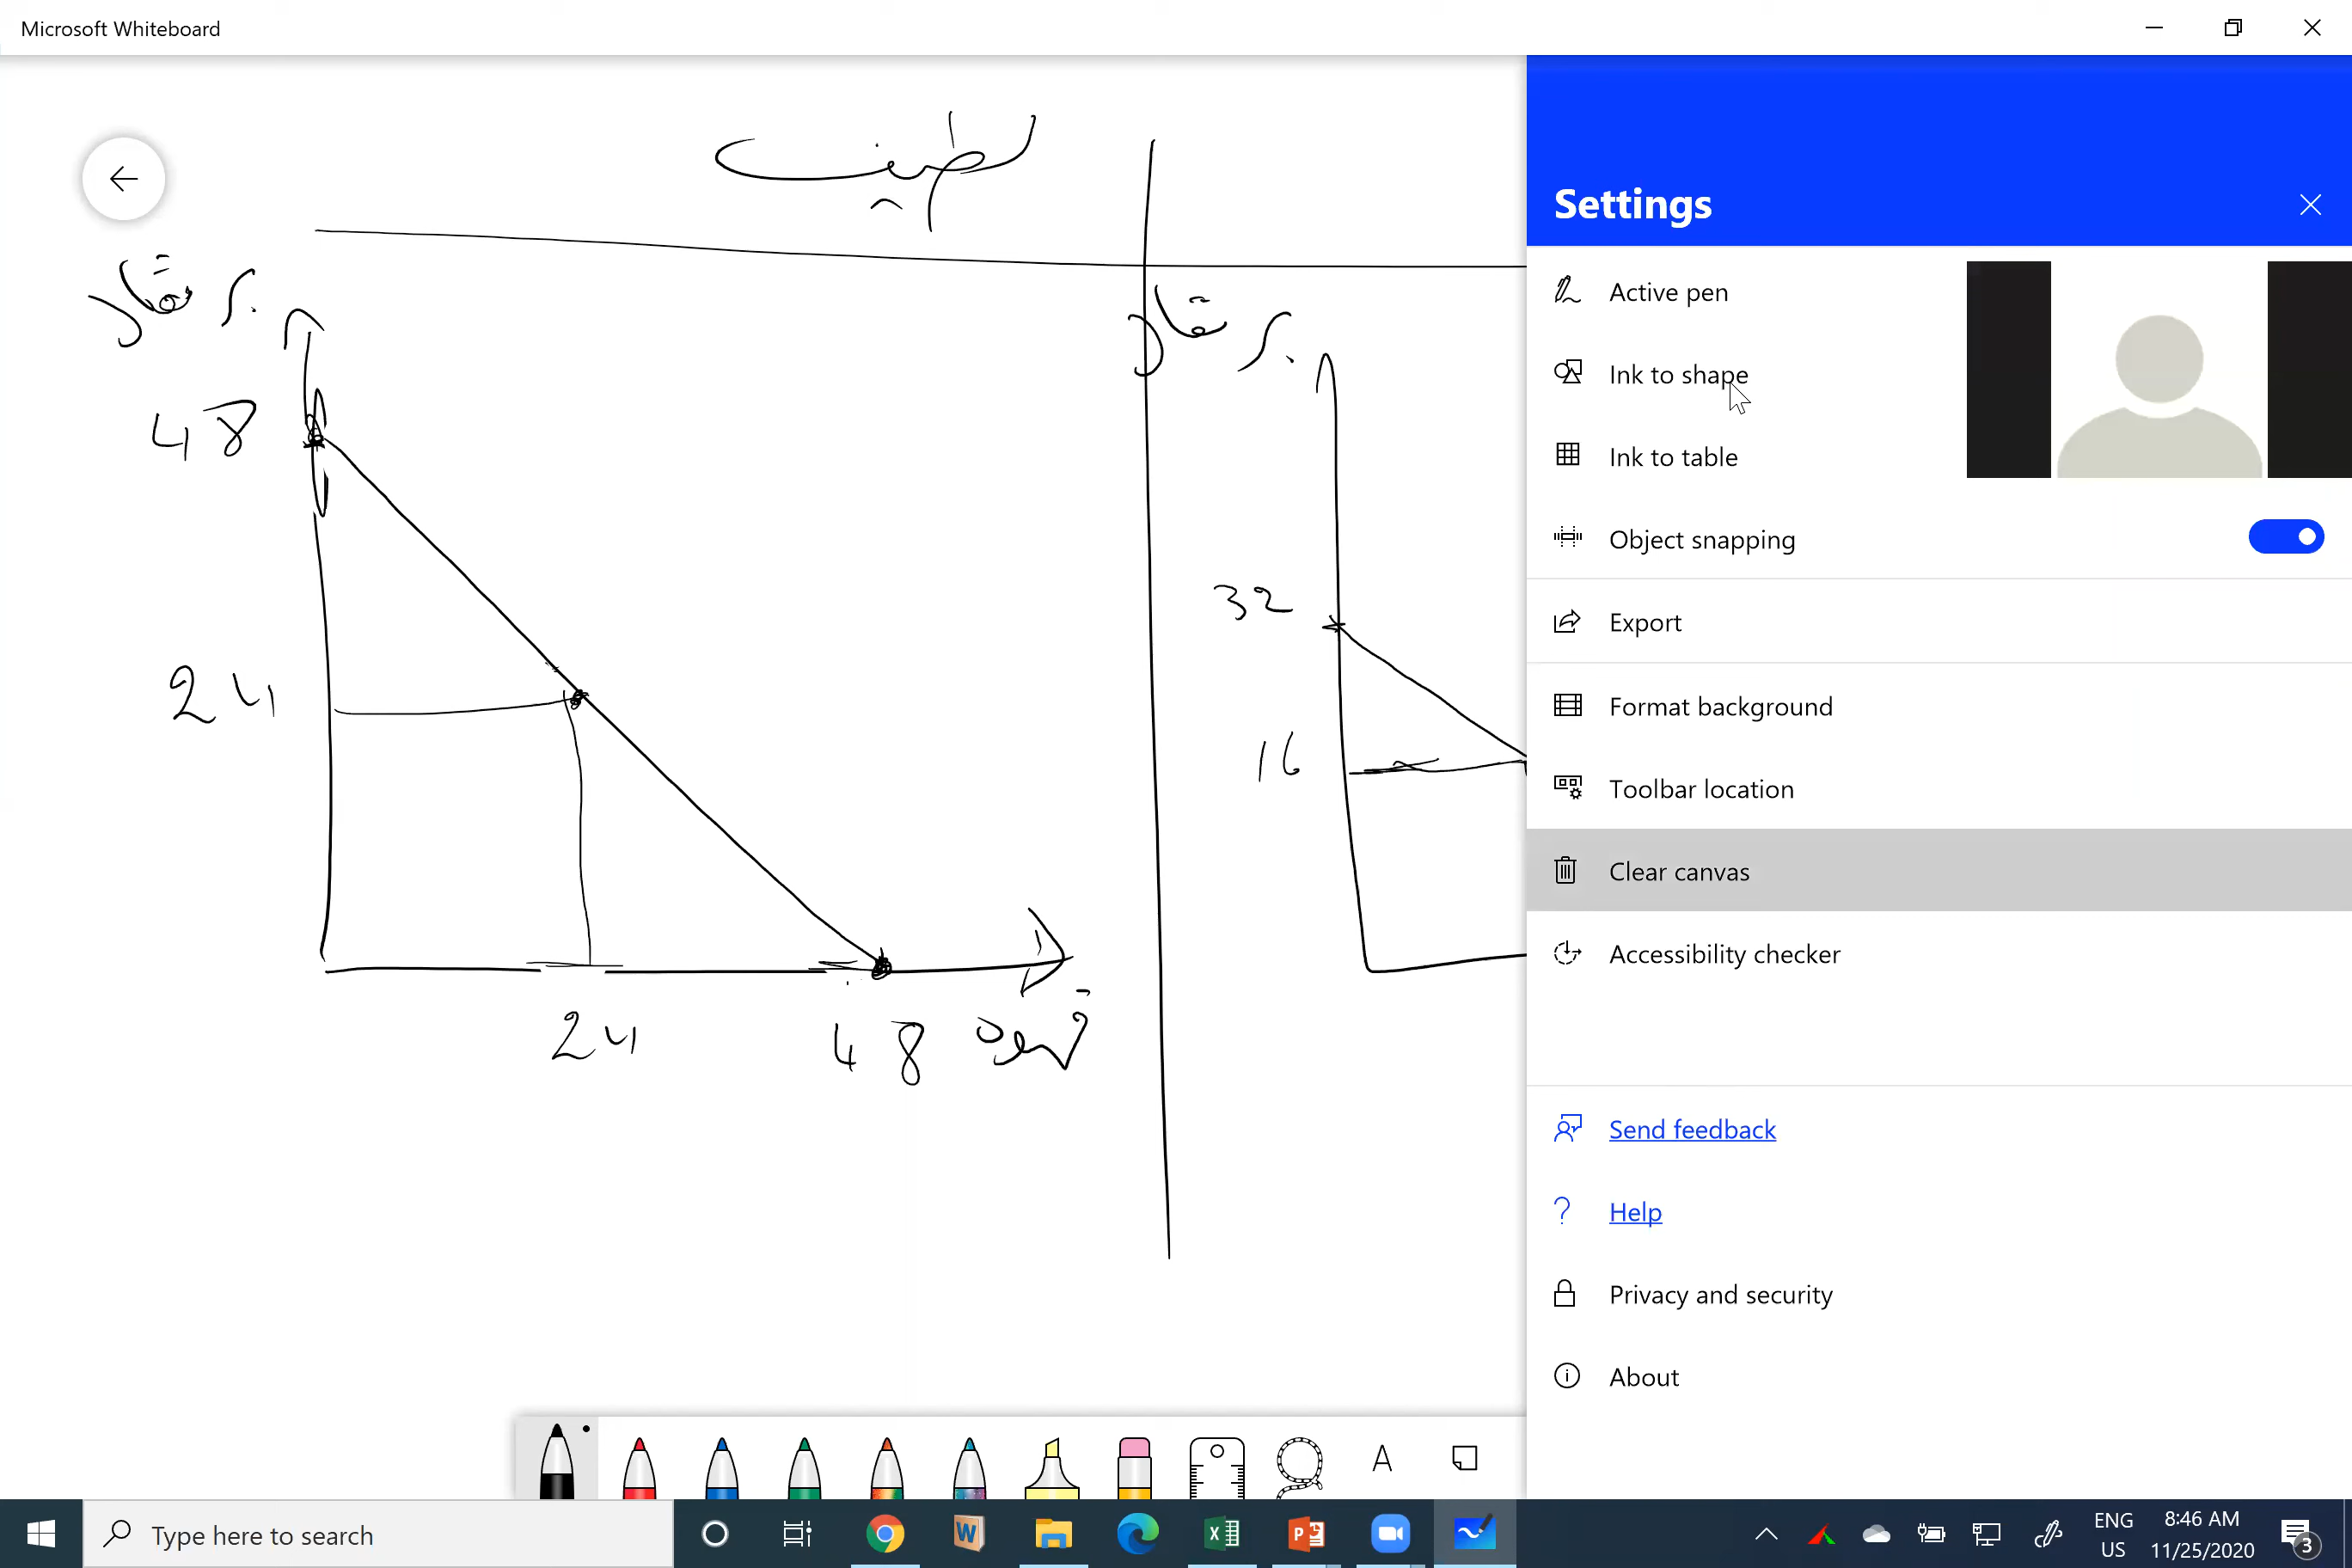 Microsoft Whiteboard
48
24
24
48
32
16
Settings
Active pen
Ink to shape
Ink to table
Object snapping
Export
Format background
Toolbar location
Clear canvas
Accessibility checker
Send feedback
Help
Privacy and security
About
A
Type here to search
ENG
US
8:46 AM
11/25/2020
3